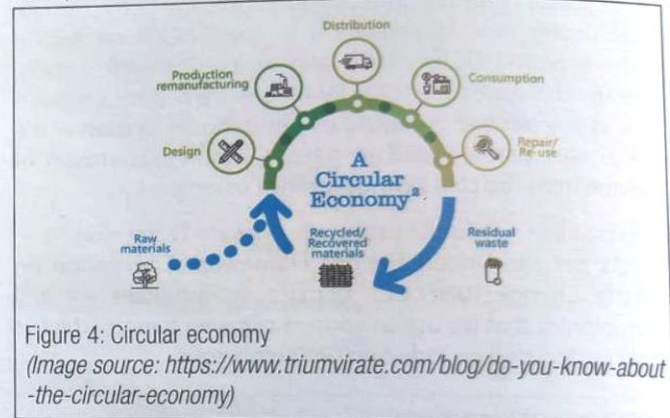 Distribution
Production
remanufacturing
Consumption
Design
Repair/
Re-use
A
Circular
Economy²
Raw
materials
Recycled/
Recovered
materials
Residual
waste
Figure 4: Circular economy
(Image source: https://www.triumvirate.com/blog/do-you-know-about
-the-circular-economy)